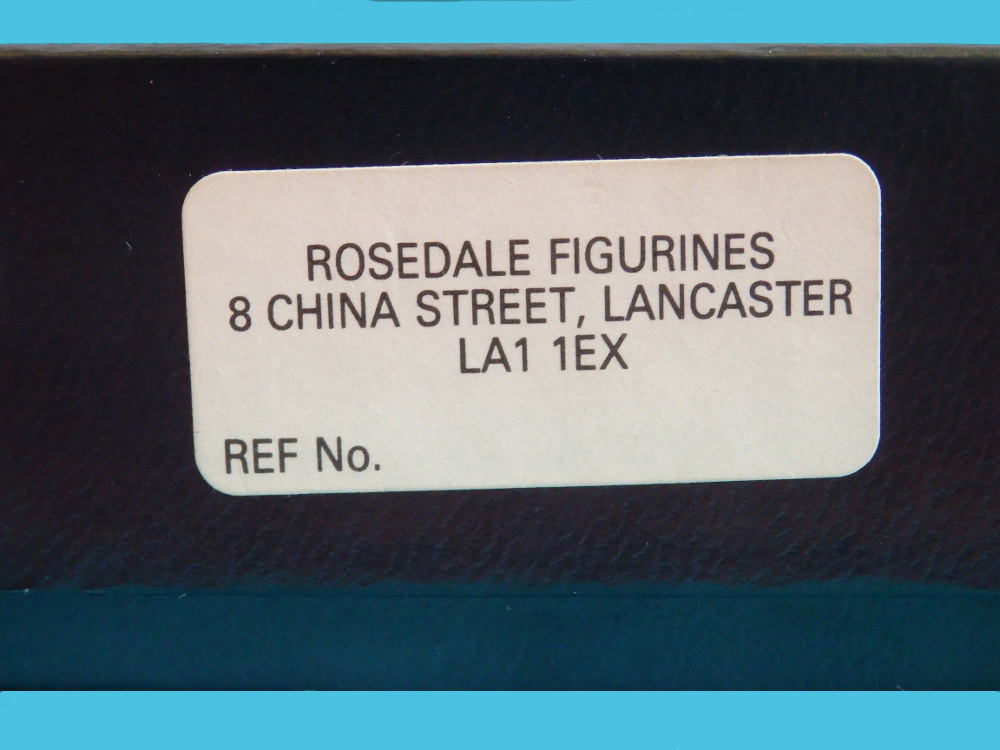 ROSEDALE FIGURINES
8 CHINA STREET, LANCASTER
LA1 1EX
REF No.